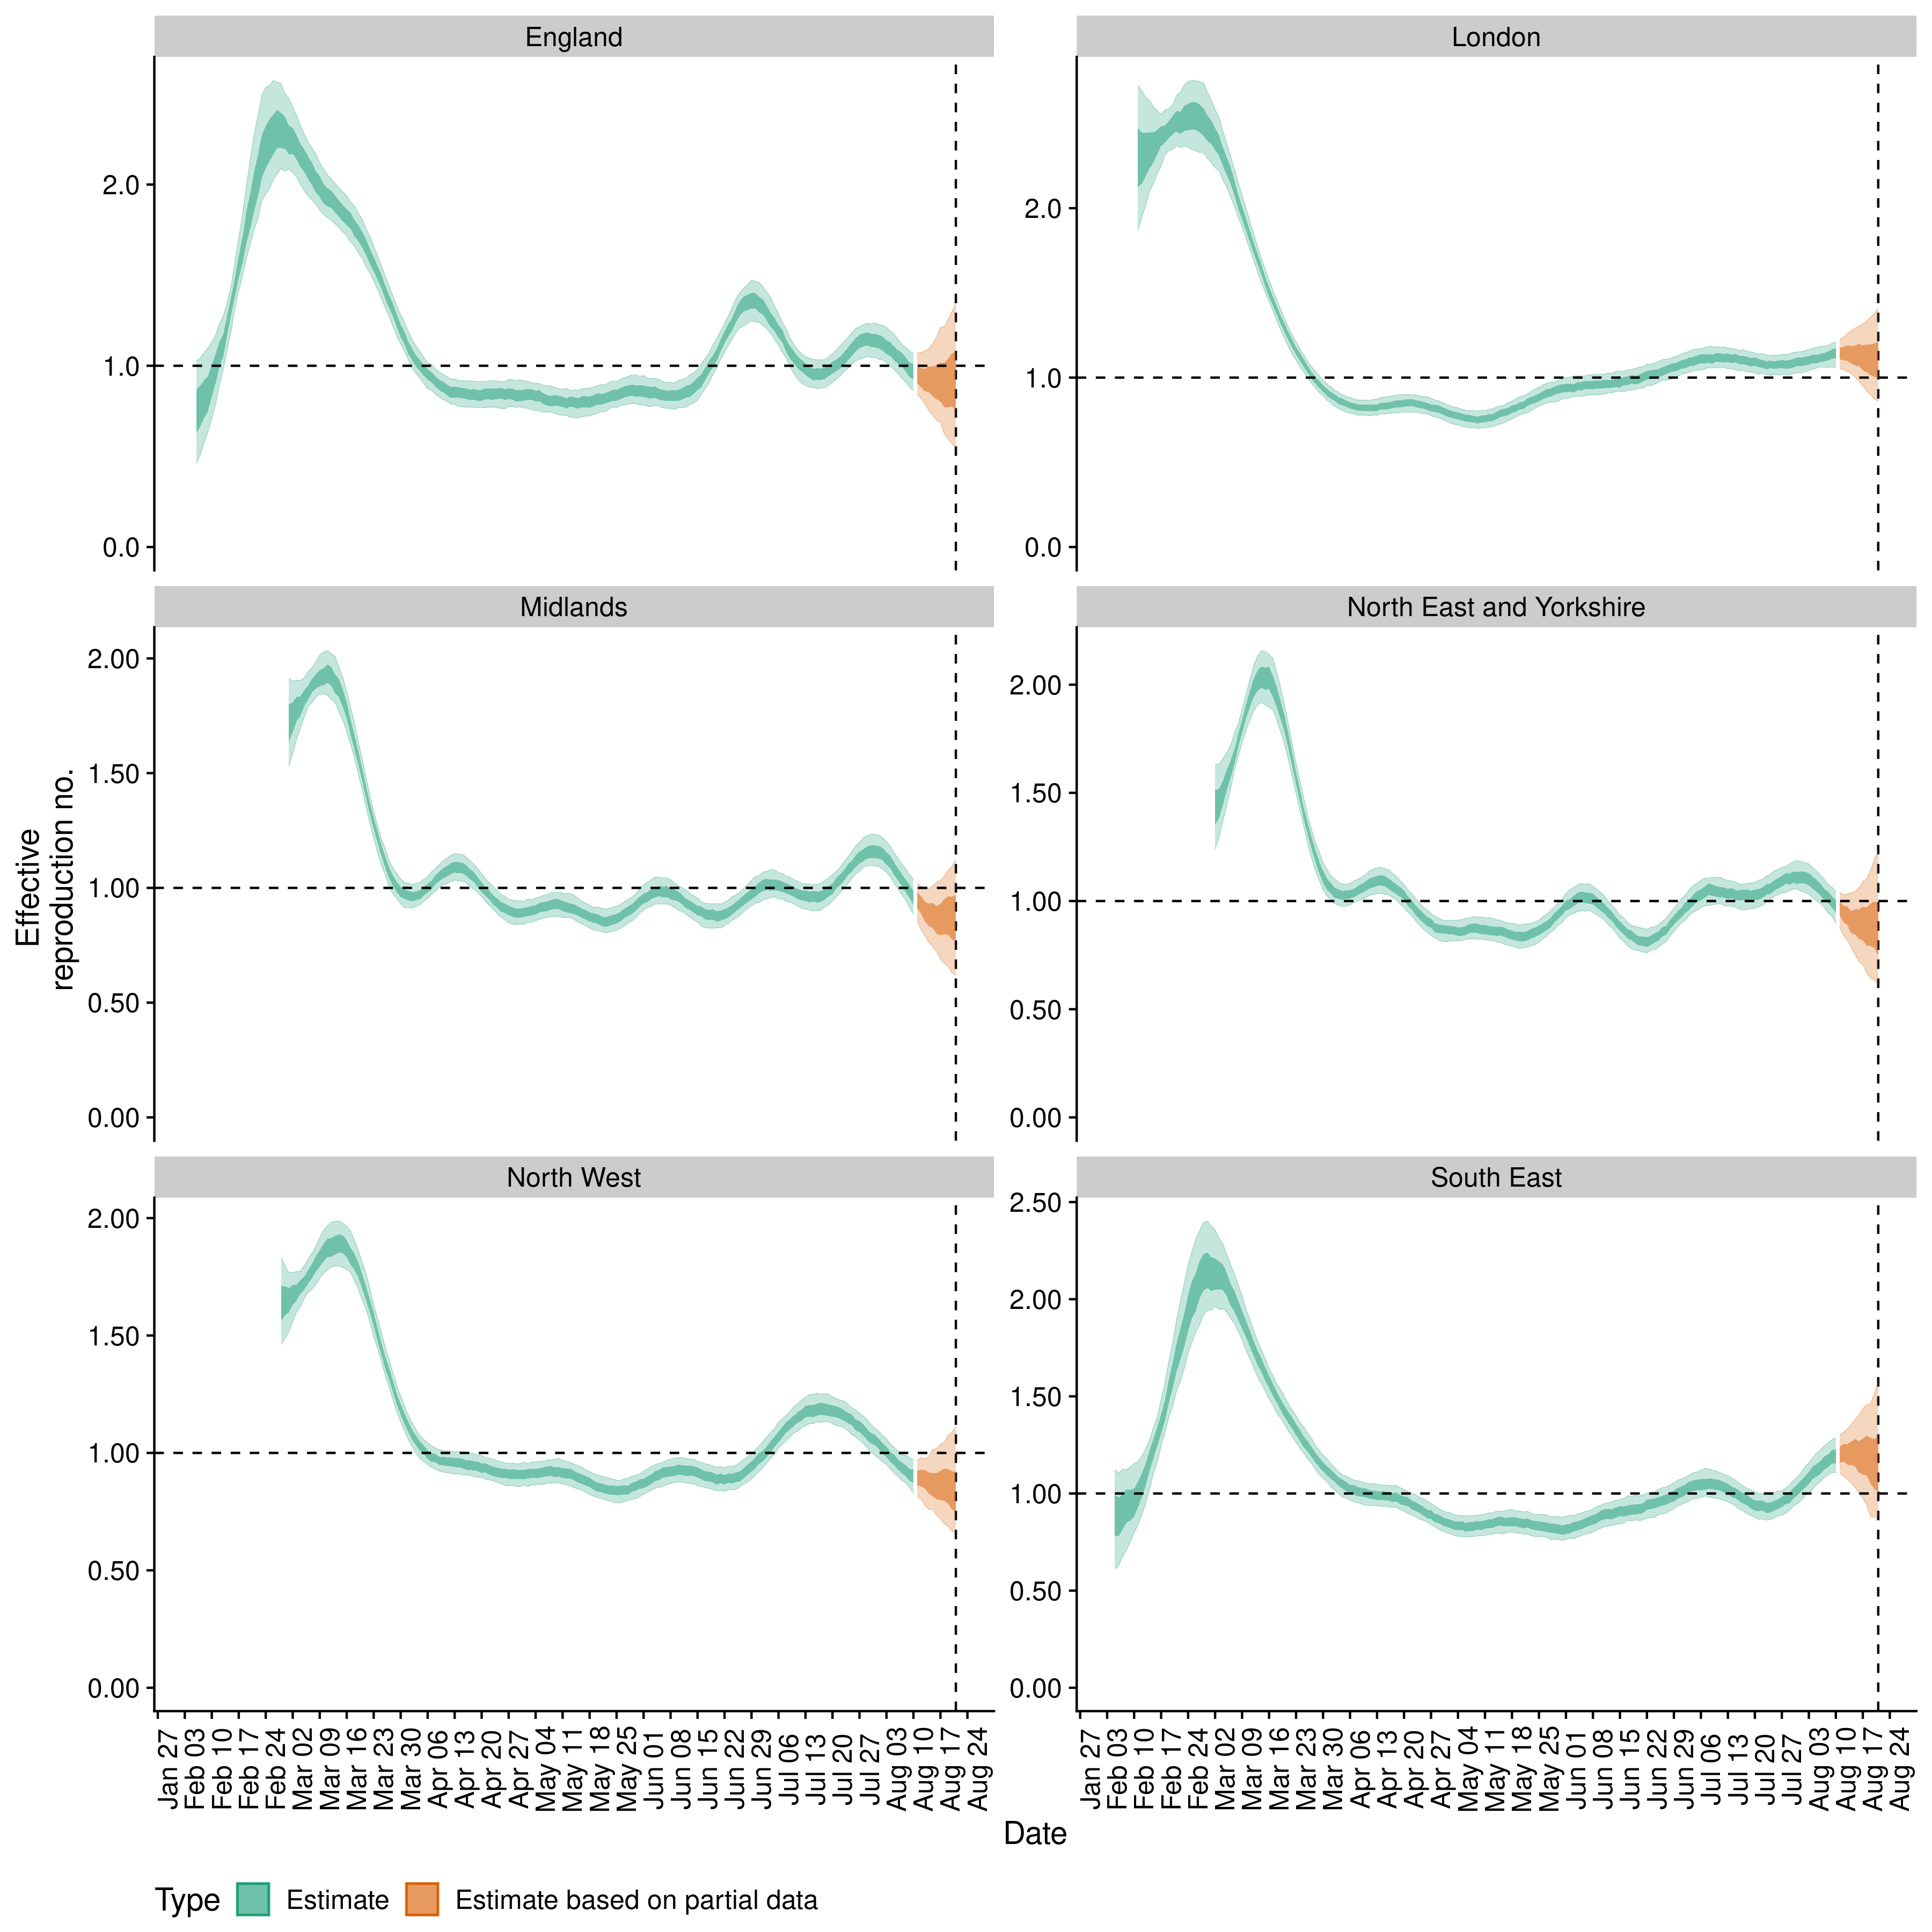 England
London
2.0
1.0
0.0
2.0
1.0
0.0
Midlands
North East and Yorkshire
2.00
1.50
1.00
0.50
0.00
2.00
1.50
1.00
0.50
0.00
Effective
reproduction no.
North West
South East
2.00
1.50
1.00
0.50
0.00
2.50
2.00
1.50
1.00
0.50
0.00
Jan 27
Feb 03
Feb 10
Feb 17
Feb 24
Mar 02
Mar 09
Mar 16
Mar 23
Mar 30
Apr 06
Apr 13
Apr 20
Apr 27
May 04
May 11
May 18
May 25
Jun 01
Jun 08
Jun 15
Jun 22
Jun 29
Jul 06
Jul 13
Jul 20
Jul 27
Aug 03
Aug 10
Aug 17
Aug 24
Jan 27
Feb 03
Feb 10
Feb 17
Feb 24
Mar 02
Mar 09
Mar 16
Mar 23
Mar 30
Apr 06
Apr 13
Apr 20
Apr 27
May 04
May 11
May 18
May 25
Jun 01
Jun 08
Jun 15
Jun 22
Jun 29
Jul 06
Jul 13
Jul 20
Jul 27
Aug 03
Aug 10
Aug 17
Aug 24
Date
Type
Estimate
Estimate based on partial data